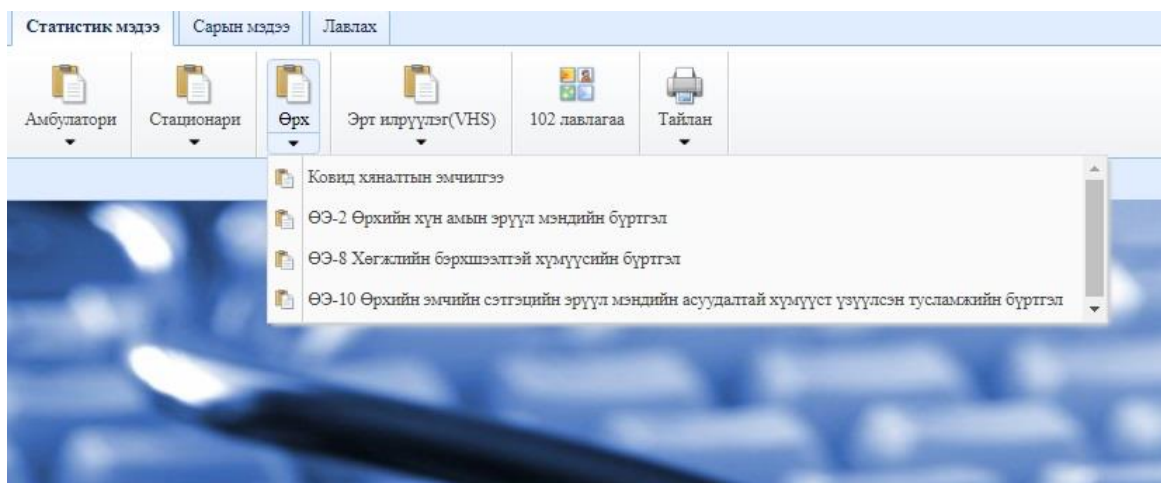 Статистик мэдээ Сарын мэдээ Лавлах
Амбулатори Стационари Өрх Эрт илрүүлэг(VHS) 102 лавлагаа Тайлан
Ковид хяналтын эмчилгээ
ӨЭ-2 Өрхийн хүн амын эрүүл мэндийн бүртгэл
ӨЭ-8 Хөгжлийн бэрхшээлтэй хүмүүсийн бүртгэл
ӨЭ-10 Өрхийн эмчийн сэтгэцийн эрүүл мэндийн асуудалтай хүмүүст үзүүлсэн тусламжийн бүртгэл